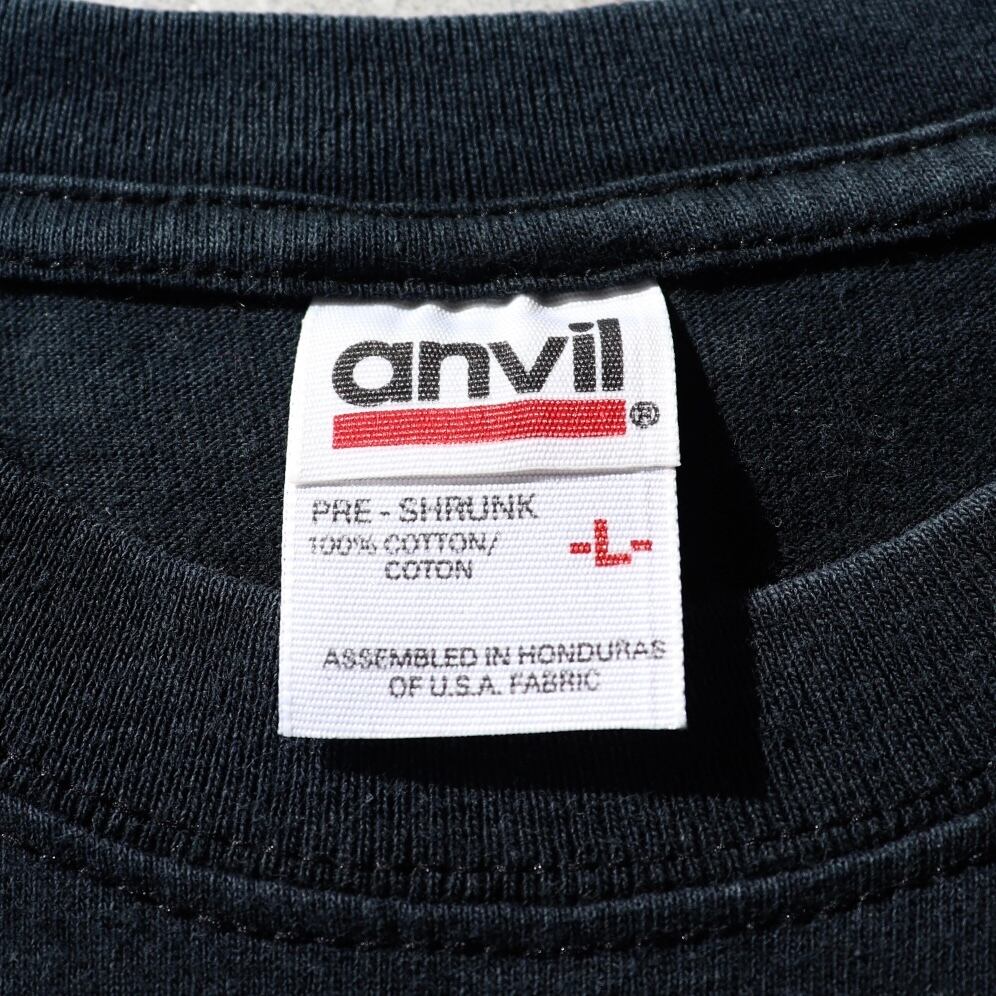 anvil®
PRE - SHRUNK
100% COTTON/
COTON
-L-
ASSEMBLED IN HONDURAS
OF U.S.A. FABRIC